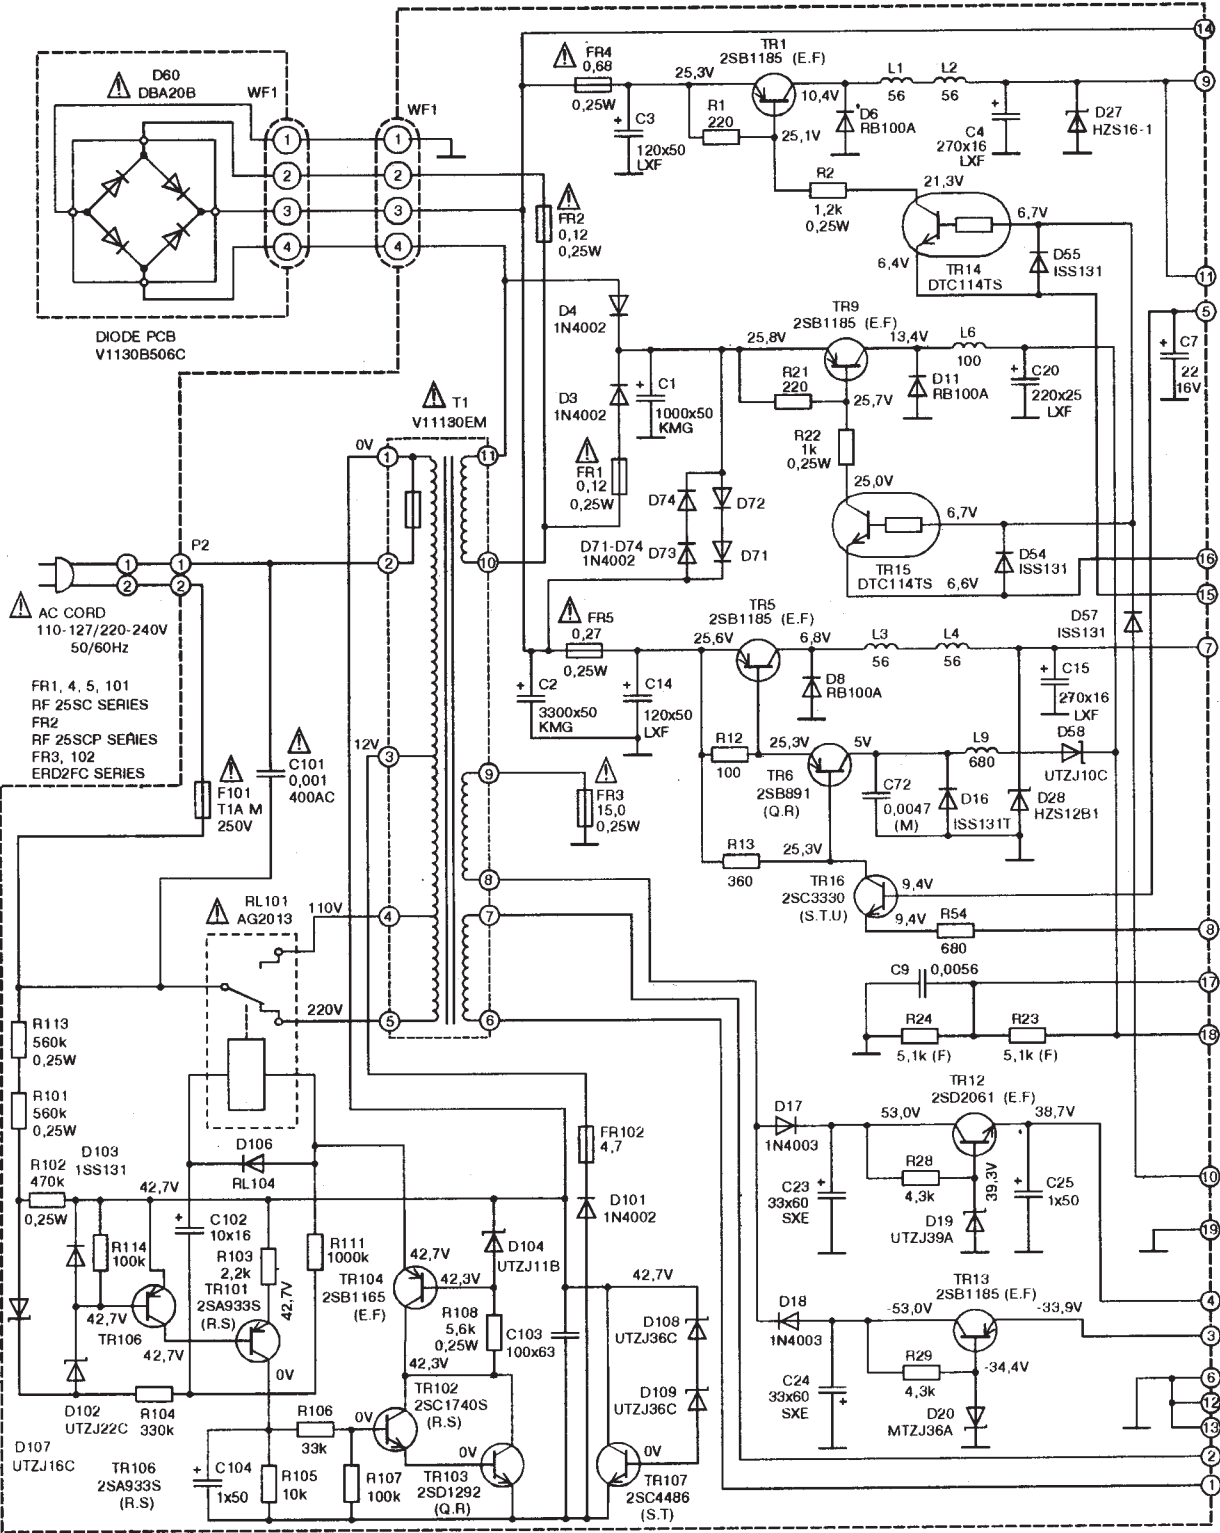 D60
DBA20B
WF1
1
2
3
4
DIODE PCB
V1130B506C
WF1
1
2
3
4
FR4
0,68
0,25W
+ C3
120x50
LXF
25,3V
R1
220
TR1
2SB1185 (E.F)
10,4V
25,1V
D6
RB100A
L1
56
L2
56
+
C4
270x16
LXF
D27
HZS16-1
14
9
R2
1,2k
0,25W
21,3V
6,7V
6,4V
TR14
DTC114TS
D55
ISS131
11
5
FR2
0,12
0,25W
D4
1N4002
D3
1N4002
FR1
0,12
0,25W
+ C1
1000x50
KMG
25,8V
R21
220
TR9
2SB1185 (E.F)
13,4V
25,7V
D11
RB100A
L6
100
+ C20
220x25
LXF
+ C7
22
16V
R22
1k
0,25W
25,0V
6,7V
6,6V
TR15
DTC114TS
D54
ISS131
16
15
D74
D72
D73
D71
D71-D74
1N4002
T1
V11130EM
0V
1
2
3
4
5
11
10
9
8
7
6
12V
110V
220V
P2
1
2
1
2
AC CORD
110-127/220-240V
50/60Hz
FR1, 4, 5, 101
RF 25SC SERIES
FR2
RF 25SCP SERIES
FR3, 102
ERD2FC SERIES
F101
T1A M
250V
C101
0,001
400AC
FR5
0,27
0,25W
+ C2
3300x50
KMG
+ C14
120x50
LXF
25,6V
TR5
2SB1185 (E.F)
6,8V
D8
RB100A
L3
56
L4
56
D57
ISS131
7
+ C15
270x16
LXF
R12
100
25,3V
TR6
2SB891
(Q.R)
5V
C72
0,0047
(M)
D16
ISS131T
L9
680
D58
UTZJ10C
D28
HZS12B1
FR3
15,0
0,25W
R13
360
25,3V
TR16
2SC3330
(S.T.U)
9,4V
9,4V
R54
680
8
C9
0,0056
17
R24
5,1k (F)
R23
5,1k (F)
18
RL101
AG2013
R113
560k
0,25W
R101
560k
0,25W
R102
470k
0,25W
D103
1SS131
D106
RL104
42,7V
+ C102
10x16
R114
100k
R103
2,2k
TR101
2SA933S
(R.S)
42,7V
R111
1000k
42,7V
TR106
42,7V
0V
D102
UTZJ22C
R104
330k
D107
UTZJ16C
TR106
2SA933S
(R.S)
+ C104
1x50
R105
10k
R106
33k
0V
R107
100k
TR104
2SB1165
(E.F)
42,7V
42,3V
D104
UTZJ11B
R108
5,6k
0,25W
42,3V
C103
100x63
TR102
2SC1740S
(R.S)
0V
TR103
2SD1292
(Q.R)
FR102
4,7
D101
1N4002
42,7V
D108
UTZJ36C
D109
UTZJ36C
0V
TR107
2SC4486
(S.T)
D17
1N4003
53,0V
TR12
2SD2061
(E.F)
38,7V
R28
4,3k
39,3V
C23 +
33x60
SXE
D19
UTZJ39A
+ C25
1x50
10
19
D18
1N4003
-53,0V
TR13
2SB1185 (E.F)
-33,9V
R29
4,3k
-34,4V
C24
33x60
SXE +
D20
MTZJ36A
4
3
6
12
13
2
1